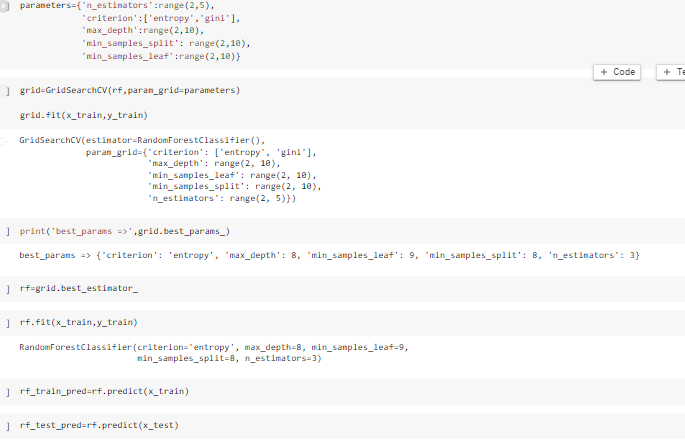 parameters={'n_estimators':range(2,5),
'criterion':['entropy','gini'],
'max_depth':range(2,10),
'min_samples_split': range(2,10),
'min_samples_leaf':range(2,10)}
+ Code
+ Te
] grid=GridSearchCV(rf,param_grid=parameters)
grid.fit(x_train,y_train)
GridSearchCV(estimator=RandomForestClassifier(),
param_grid={'criterion': ['entropy', 'gini'],
'max_depth': range(2, 10),
'min_samples_leaf': range(2, 10),
'min_samples_split': range(2, 10),
'n_estimators': range(2, 5)})
] print('best_params =>',grid.best_params_)
best_params => {'criterion': 'entropy', 'max_depth': 8, 'min_samples_leaf': 9, 'min_samples_split': 8, 'n_estimators': 3}
] rf=grid.best_estimator_
] rf.fit(x_train,y_train)
RandomForestClassifier(criterion='entropy', max_depth=8, min_samples_leaf=9,
min_samples_split=8, n_estimators=3)
] rf_train_pred=rf.predict(x_train)
] rf_test_pred=rf.predict(x_test)